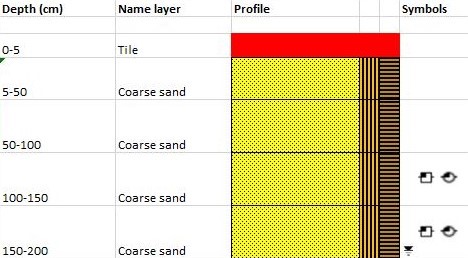 Depth (cm) Name layer Profile Symbols
0-5 Tile
5-50 Coarse sand
50-100 Coarse sand
100-150 Coarse sand
150-200 Coarse sand